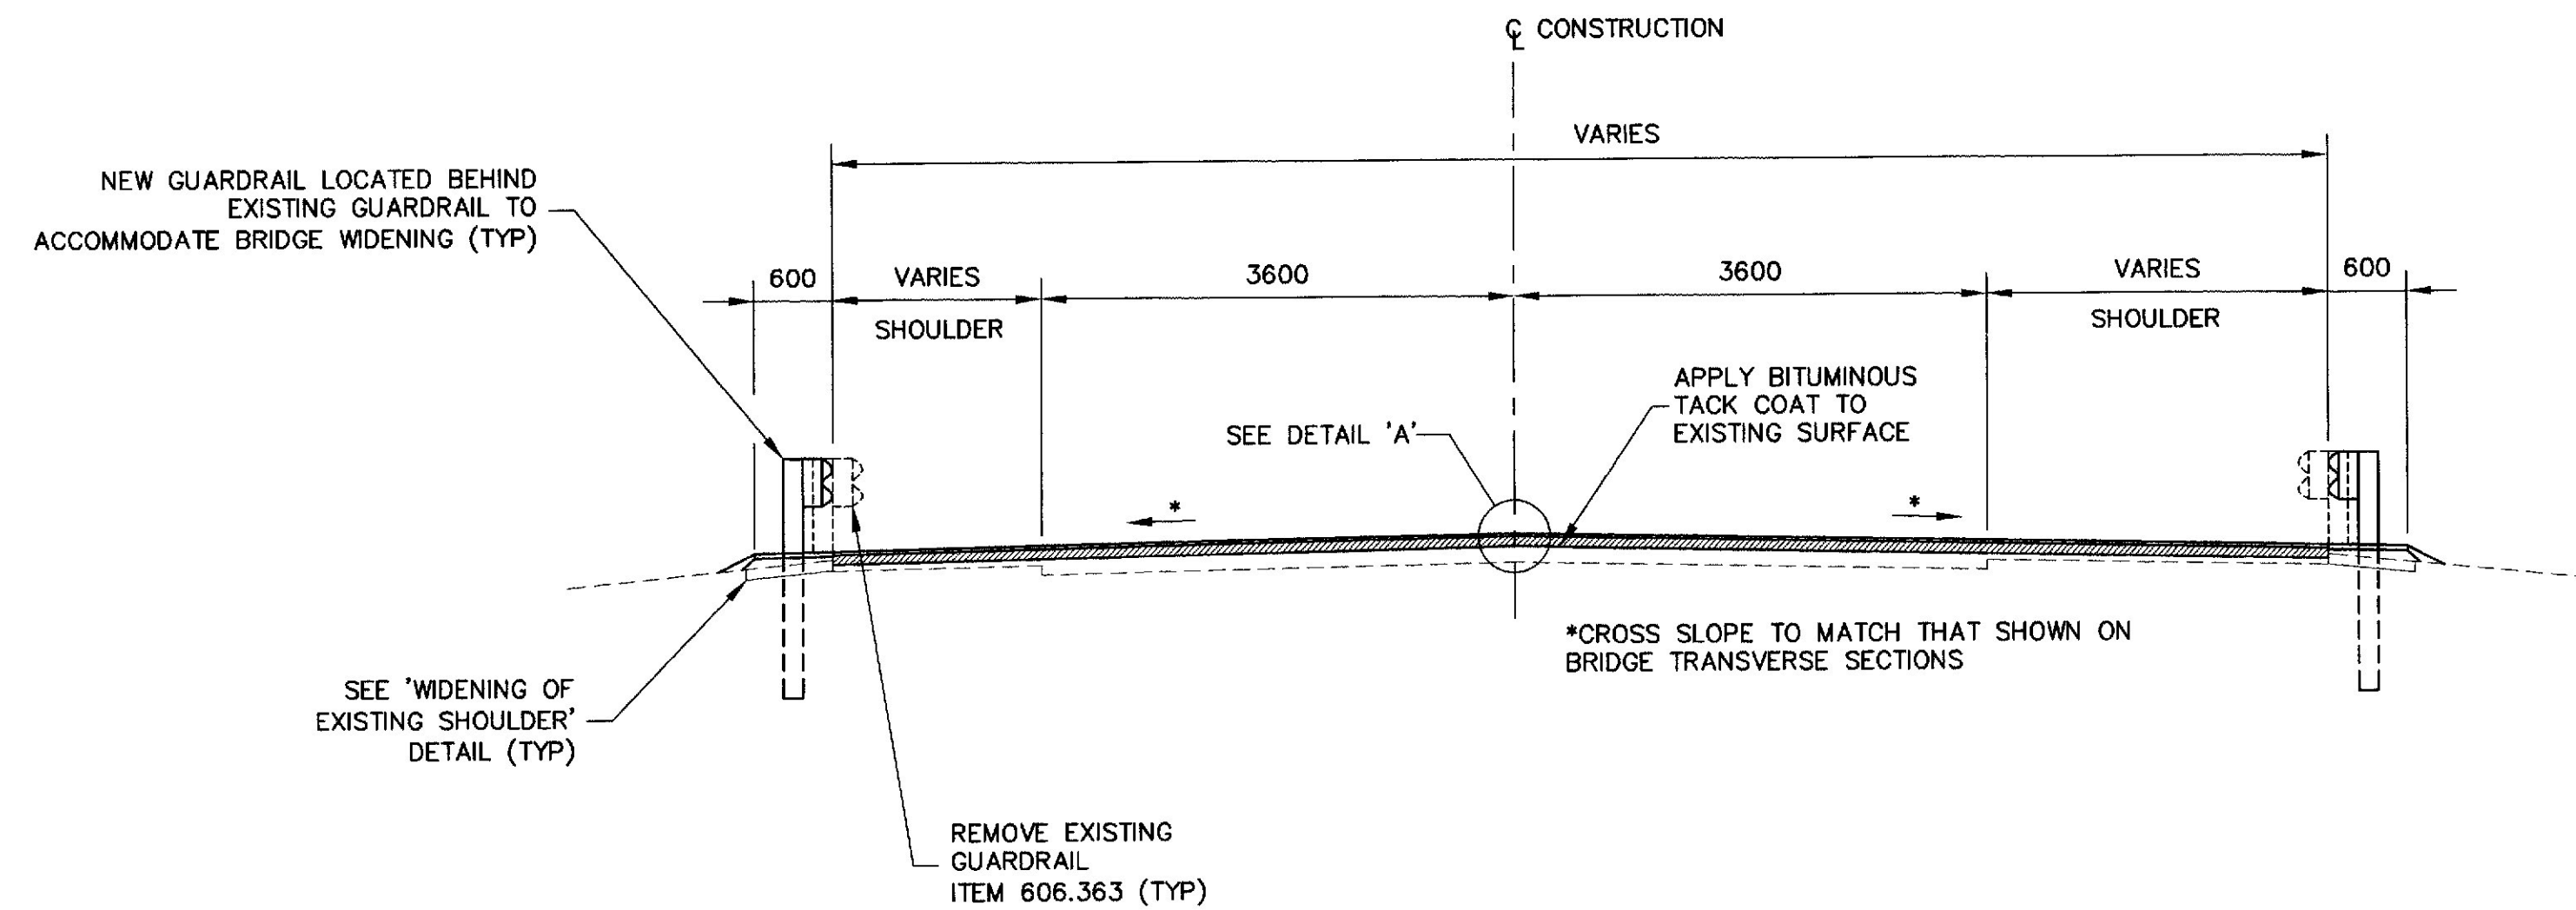 ℄ CONSTRUCTION
VARIES
NEW GUARDRAIL LOCATED BEHIND
EXISTING GUARDRAIL TO
ACCOMMODATE BRIDGE WIDENING (TYP)
600
VARIES
3600
3600
VARIES
600
SHOULDER
SHOULDER
APPLY BITUMINOUS
TACK COAT TO
EXISTING SURFACE
SEE DETAIL 'A'
*
*
*CROSS SLOPE TO MATCH THAT SHOWN ON
BRIDGE TRANSVERSE SECTIONS
SEE 'WIDENING OF
EXISTING SHOULDER'
DETAIL (TYP)
REMOVE EXISTING
GUARDRAIL
ITEM 606.363 (TYP)